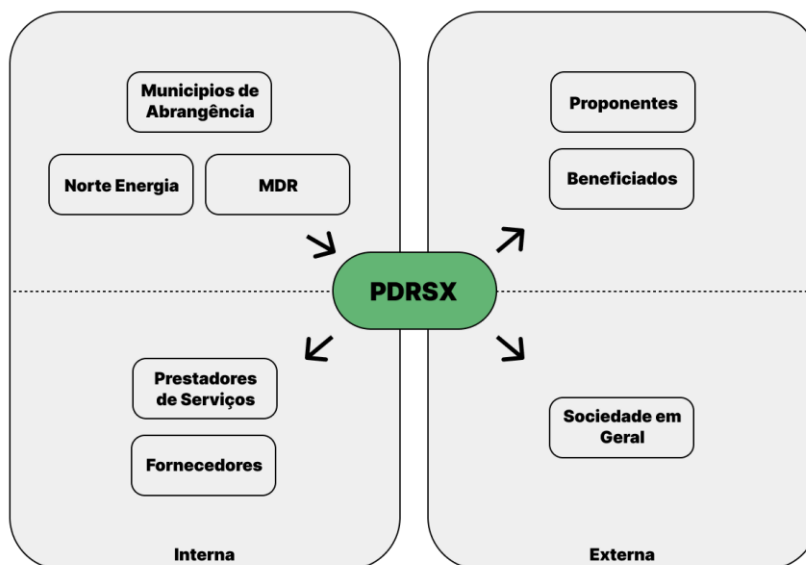 Municipios de
Abrangência
Norte Energia
MDR
Proponentes
Beneficiados
PDRSX
Prestadores
de Serviços
Fornecedores
Sociedade em
Geral
Interna
Externa